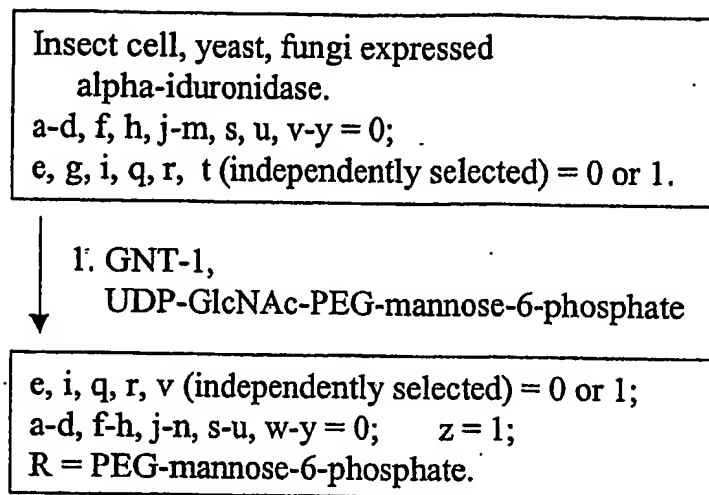 Insect cell, yeast, fungi expressed
alpha-iduronidase.
a-d, f, h, j-m, s, u, v-y = 0;
e, g, i, q, r, t (independently selected) = 0 or 1.
1. GNT-1,
UDP-GlcNAc-PEG-mannose-6-phosphate
e, i, q, r, v (independently selected) = 0 or 1;
a-d, f-h, j-n, s-u, w-y = 0; z = 1;
R = PEG-mannose-6-phosphate.